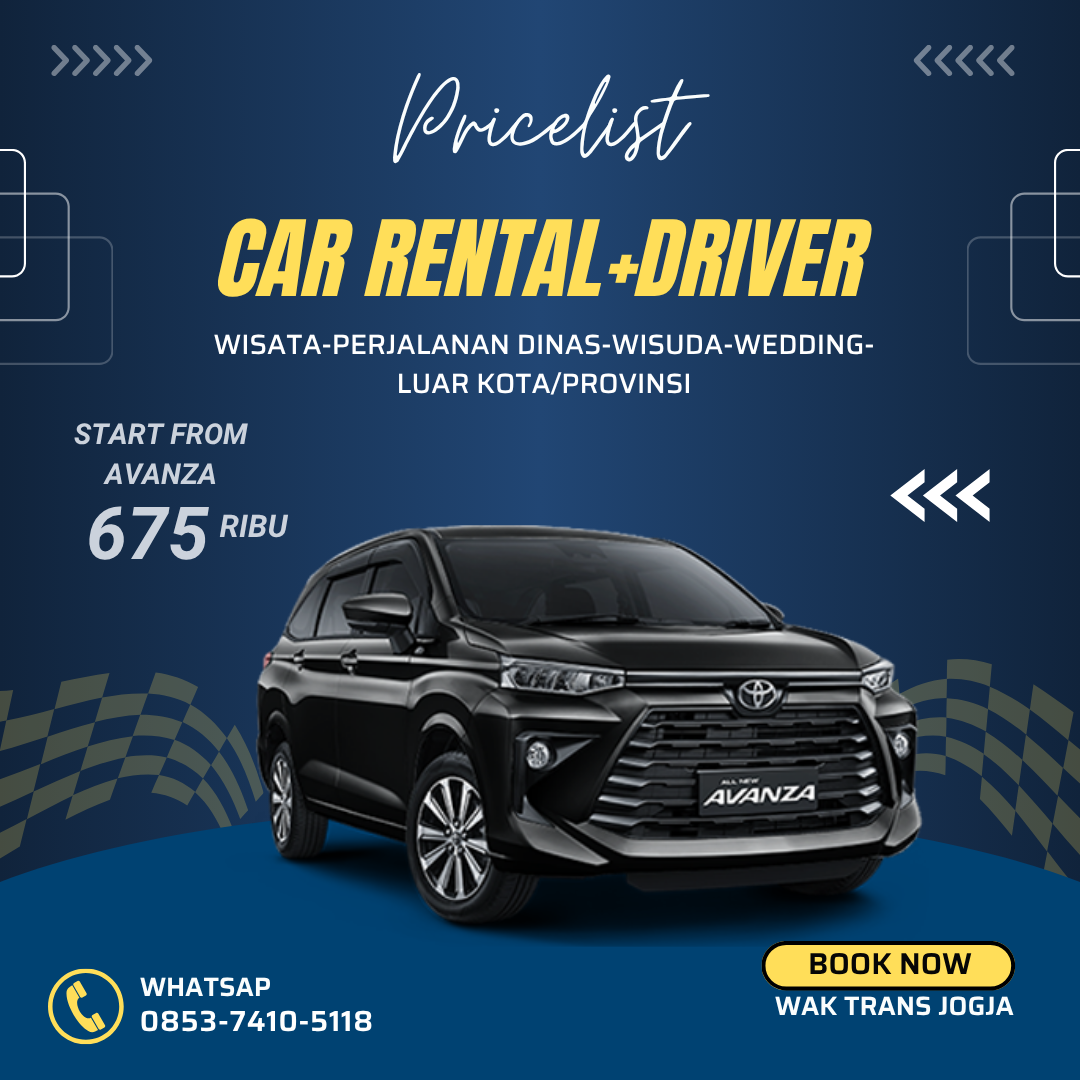 Pricelist
CAR RENTAL+DRIVER
WISATA-PERJALANAN DINAS-WISUDA-WEDDING-
LUAR KOTA/PROVINSI
START FROM
AVANZA
675 RIBU
ALL NEW
AVANZA
BOOK NOW
WAK TRANS JOGJA
WHATSAP
0853-7410-5118